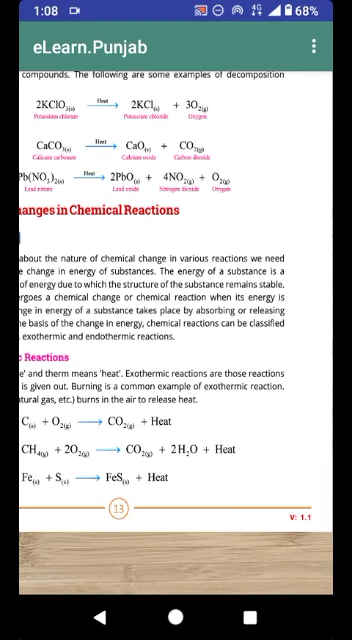 1:08 4G 68%
eLearn.Punjab
compounds. The following are some examples of decomposition
2KClO₃₍ₛ₎ Heat → 2KCl₍ₛ₎ + 3O₂₍g₎
Potassium chlorate Potassium chloride Oxygen
CaCO₃₍ₛ₎ Heat → CaO₍ₛ₎ + CO₂₍g₎
Calcium carbonate Calcium oxide Carbon dioxide
Pb(NO₃)₂₍ₛ₎ Heat → 2PbO₍ₛ₎ + 4NO₂₍g₎ + O₂₍g₎
Lead nitrate Lead oxide Nitrogen dioxide Oxygen
anges in Chemical Reactions
about the nature of chemical change in various reactions we need
e change in energy of substances. The energy of a substance is a
of energy due to which the structure of the substance remains stable.
rgoes a chemical change or chemical reaction when its energy is
nge in energy of a substance takes place by absorbing or releasing
he basis of the change in energy, chemical reactions can be classified
exothermic and endothermic reactions.
c Reactions
e' and therm means 'heat'. Exothermic reactions are those reactions
is given out. Burning is a common example of exothermic reaction.
tural gas, etc.) burns in the air to release heat.
C₍ₛ₎ + O₂₍g₎ → CO₂₍g₎ + Heat
CH₄₍g₎ + 2O₂₍g₎ → CO₂₍g₎ + 2H₂O + Heat
Fe₍ₛ₎ + S₍ₛ₎ → FeS₍ₛ₎ + Heat
13
V: 1.1